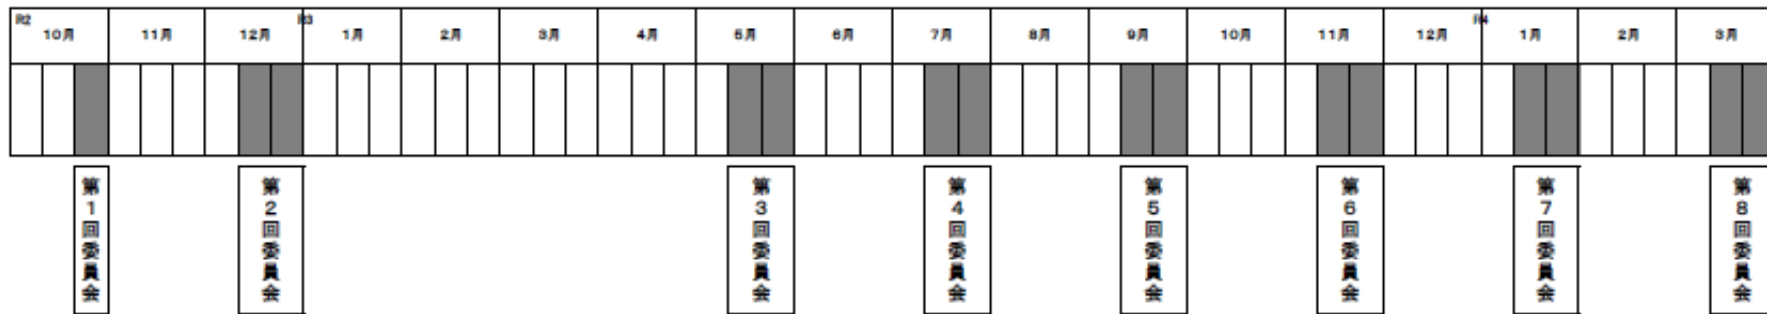 R2 10月 11月 12月 R3 1月 2月 3月 4月 5月 6月 7月 8月 9月 10月 11月 12月 R4 1月 2月 3月
第1回委員会
第2回委員会
第3回委員会
第4回委員会
第5回委員会
第6回委員会
第7回委員会
第8回委員会